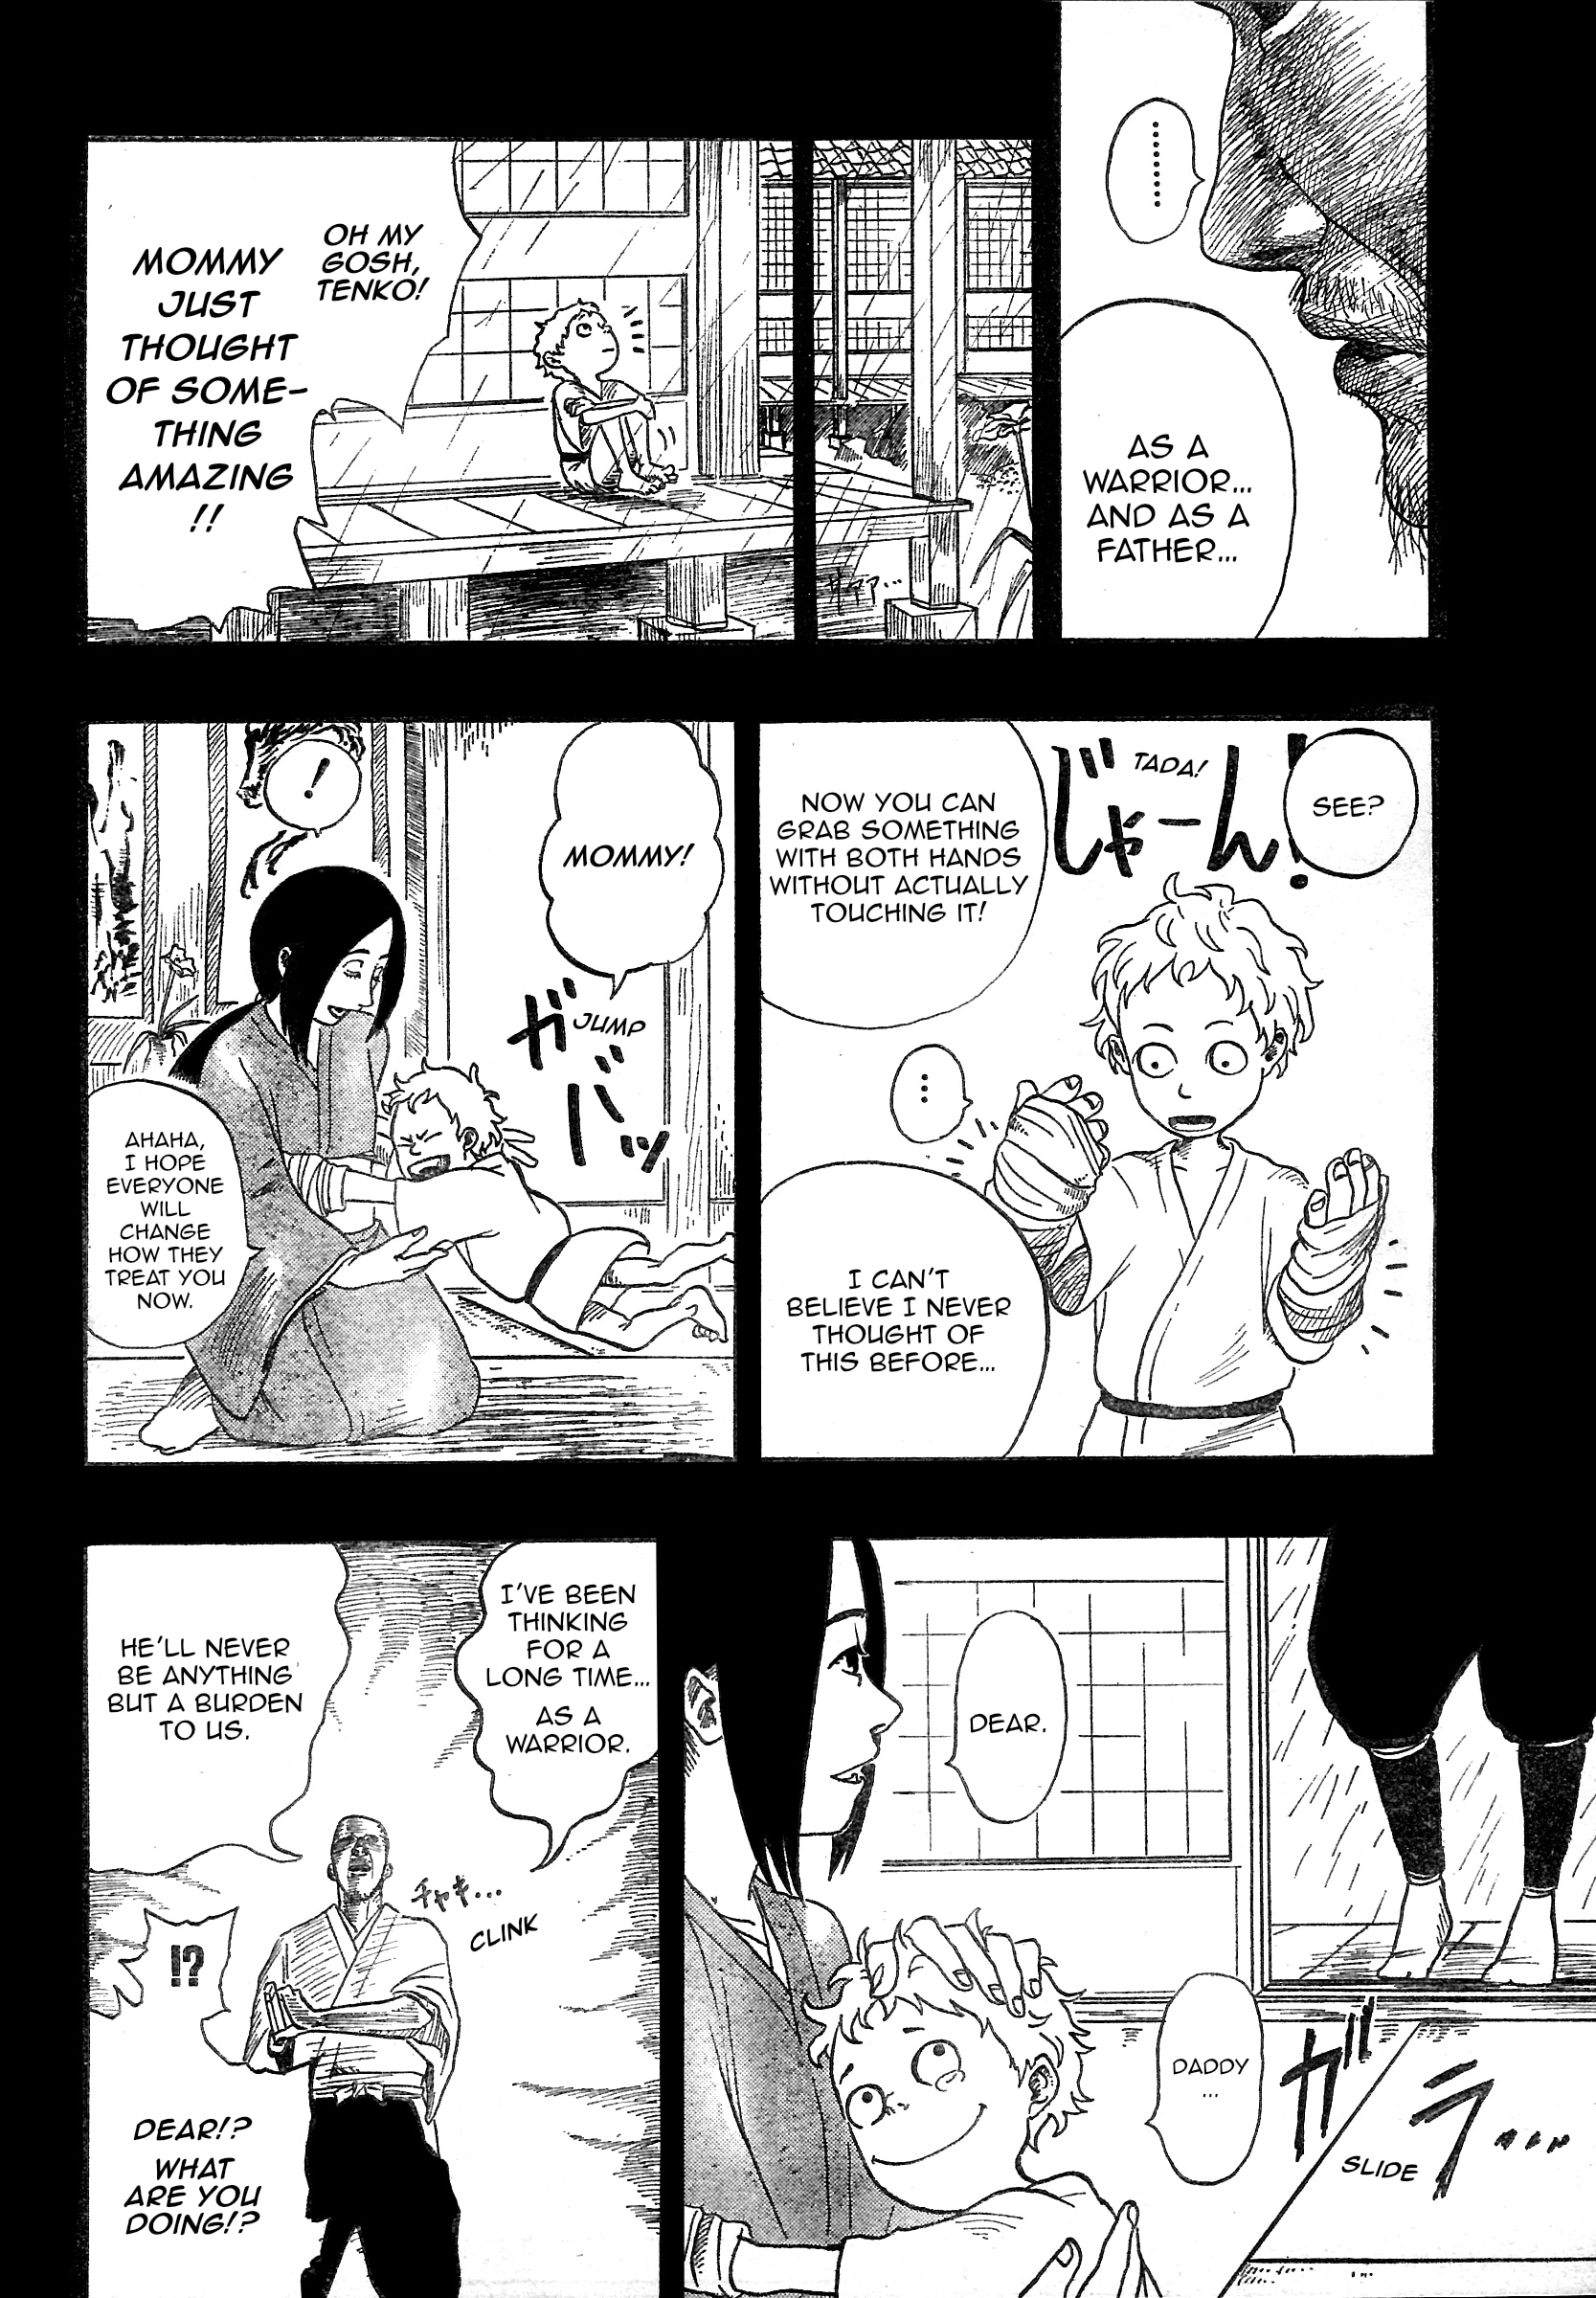 .........
AS A
WARRIOR...
AND AS A
FATHER...
ザアア...
OH MY
GOSH,
TENKO!
MOMMY
JUST
THOUGHT
OF SOME-
THING
AMAZING
!!
SEE?
TADA!
じゃーん!
NOW YOU CAN
GRAB SOMETHING
WITH BOTH HANDS
WITHOUT ACTUALLY
TOUCHING IT!
...
I CAN'T
BELIEVE I NEVER
THOUGHT OF
THIS BEFORE...
MOMMY!
!
ガバッ
JUMP
AHAHA,
I HOPE
EVERYONE
WILL
CHANGE
HOW THEY
TREAT YOU
NOW.
DEAR.
DADDY
...
ガラ...
SLIDE
I'VE BEEN
THINKING
FOR A
LONG TIME...
AS A
WARRIOR.
HE'LL NEVER
BE ANYTHING
BUT A BURDEN
TO US.
チャキ...
CLINK
!?
DEAR!?
WHAT
ARE YOU
DOING!?